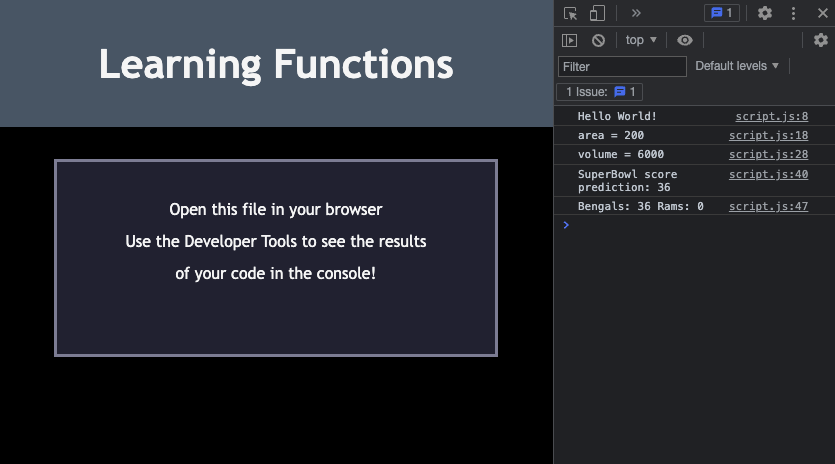 Learning Functions
Open this file in your browser
Use the Developer Tools to see the results
of your code in the console!
1
top
Filter
Default levels
1 Issue: 1
Hello World! script.js:8
area = 200 script.js:18
volume = 6000 script.js:28
SuperBowl score script.js:40
prediction: 36
Bengals: 36 Rams: 0 script.js:47